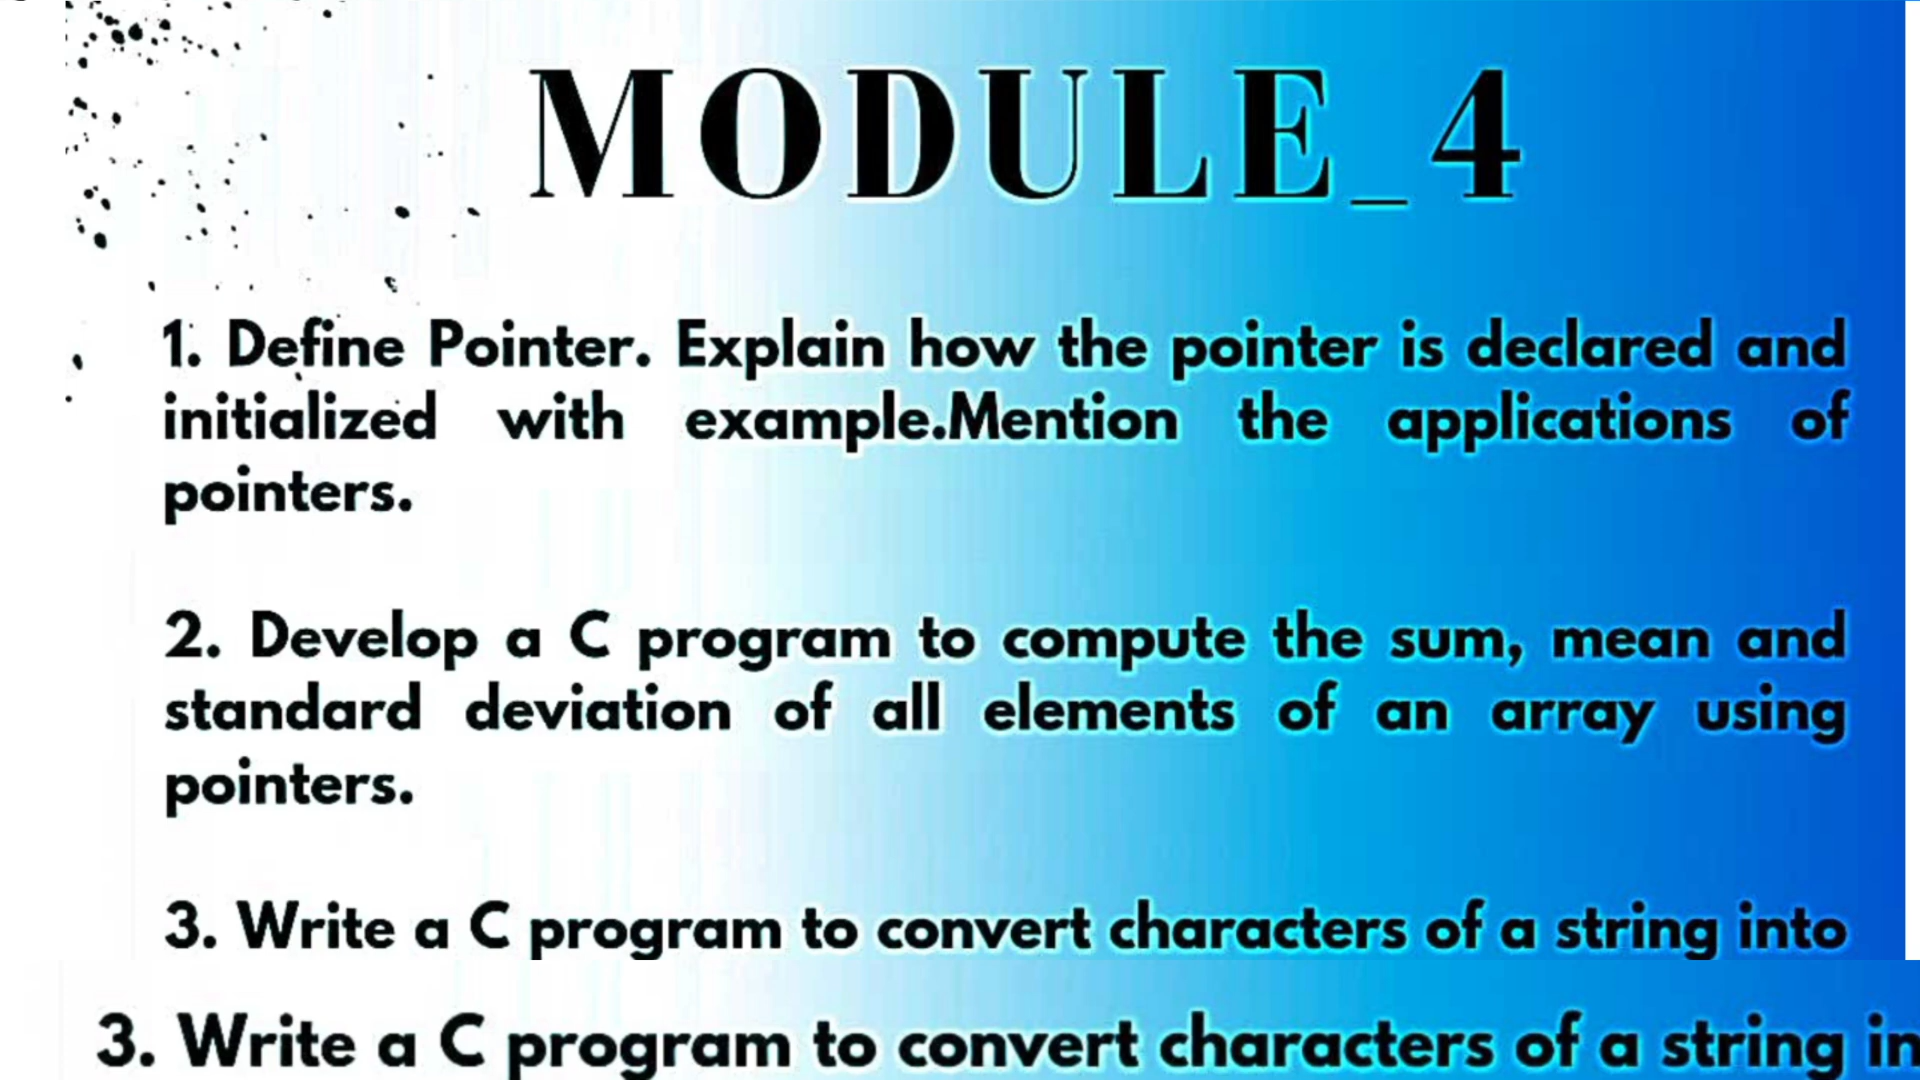 MODULE_4
1. Define Pointer. Explain how the pointer is declared and
initialized with example.Mention the applications of
pointers.
2. Develop a C program to compute the sum, mean and
standard deviation of all elements of an array using
pointers.
3. Write a C program to convert characters of a string into
3. Write a C program to convert characters of a string in